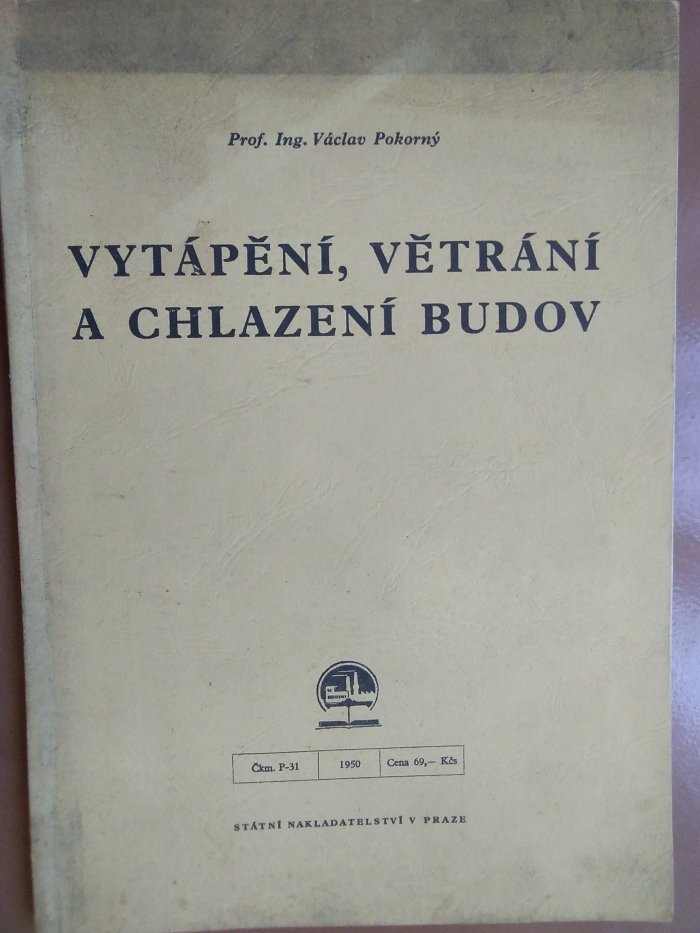 Prof. Ing. Václav Pokorný
VYTÁPĚNÍ, VĚTRÁNÍ
A CHLAZENÍ BUDOV
Čkm. P-31 1950 Cena 69,— Kčs
STÁTNÍ NAKLADATELSTVÍ V PRAZE